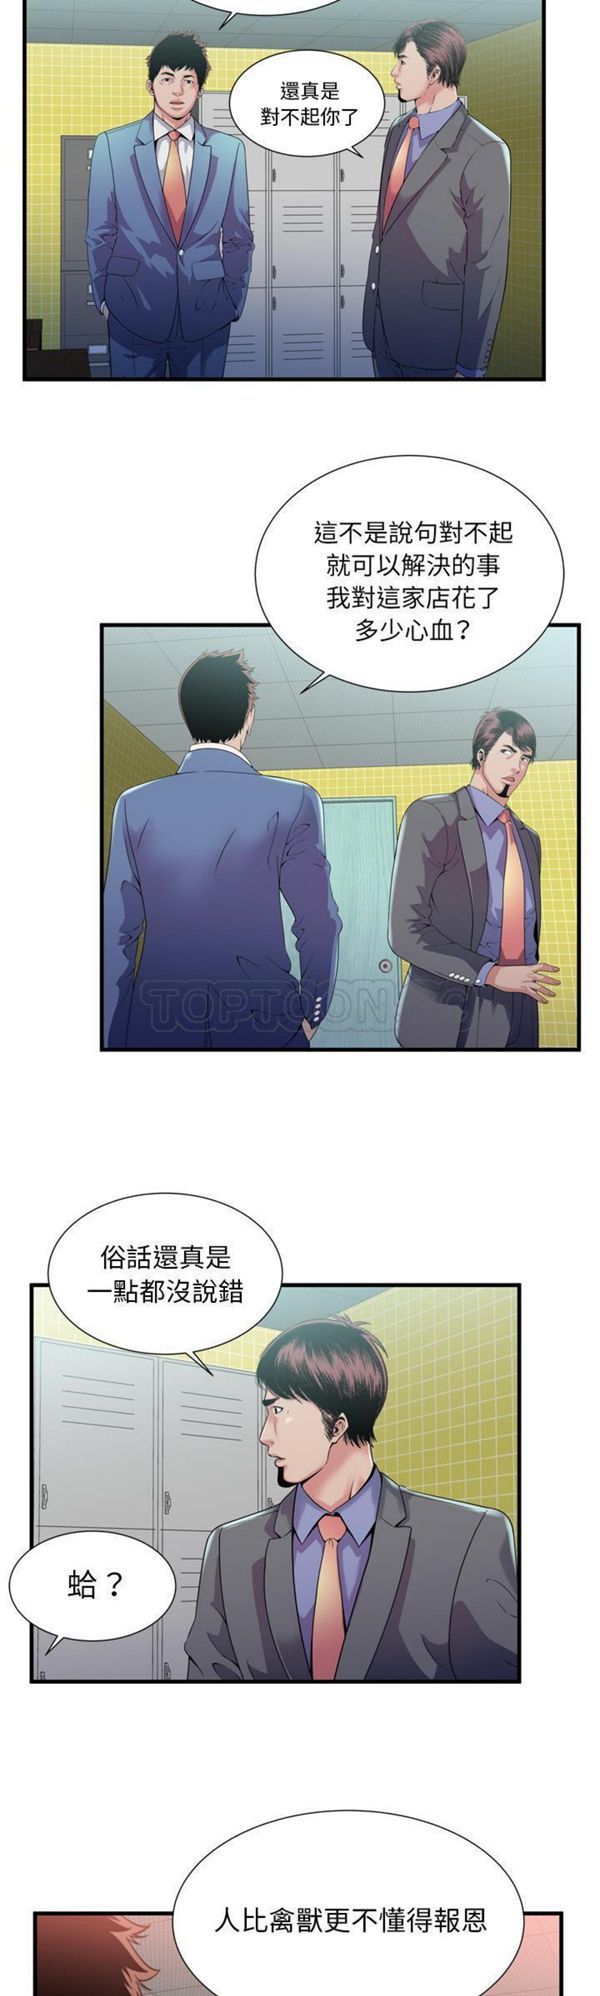 還真是
對不起你了
這不是說句對不起
就可以解決的事
我對這家店花了
多少心血?
俗話還真是
一點都沒說錯
蛤?
人比禽獸更不懂得報恩